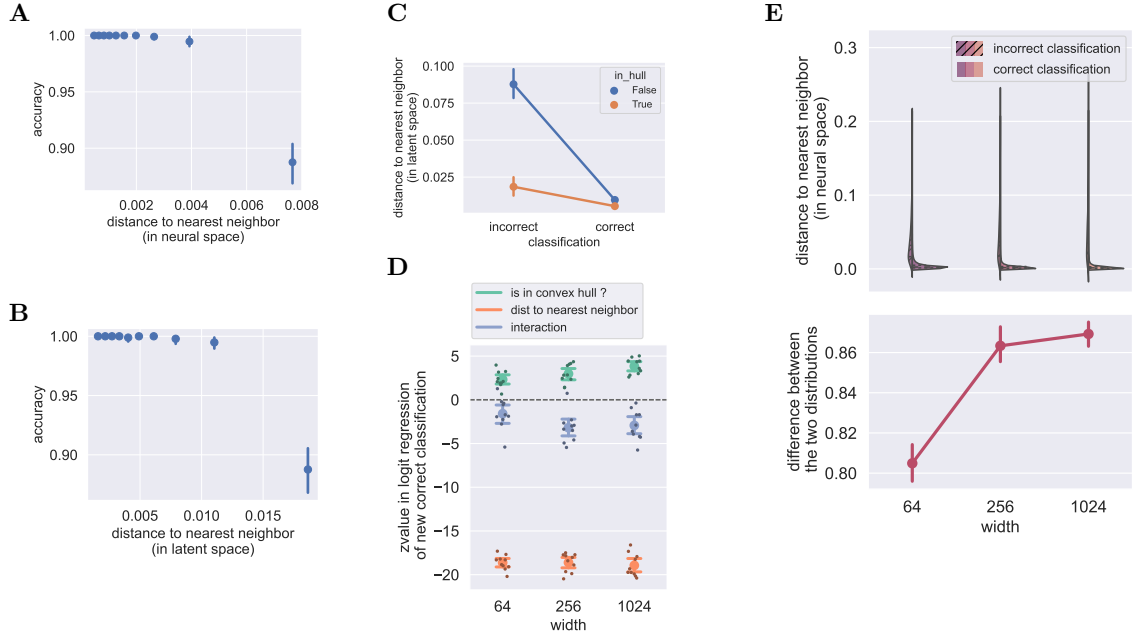 A
1.00
0.95
0.90
accuracy
0.002
0.004
0.006
0.008
distance to nearest neighbor
(in neural space)
B
1.00
0.95
0.90
accuracy
0.005
0.010
0.015
distance to nearest neighbor
(in latent space)
C
0.100
0.075
0.050
0.025
distance to nearest neighbor
(in latent space)
in_hull
False
True
incorrect
correct
classification
D
is in convex hull ?
dist to nearest neighbor
interaction
5
0
−5
−10
−15
−20
zvalue in logit regression
of new correct classification
64
256
1024
width
E
incorrect classification
correct classification
0.3
0.2
0.1
0.0
distance to nearest neighbor
(in neural space)
0.86
0.84
0.82
0.80
difference between
the two distributions
64
256
1024
width